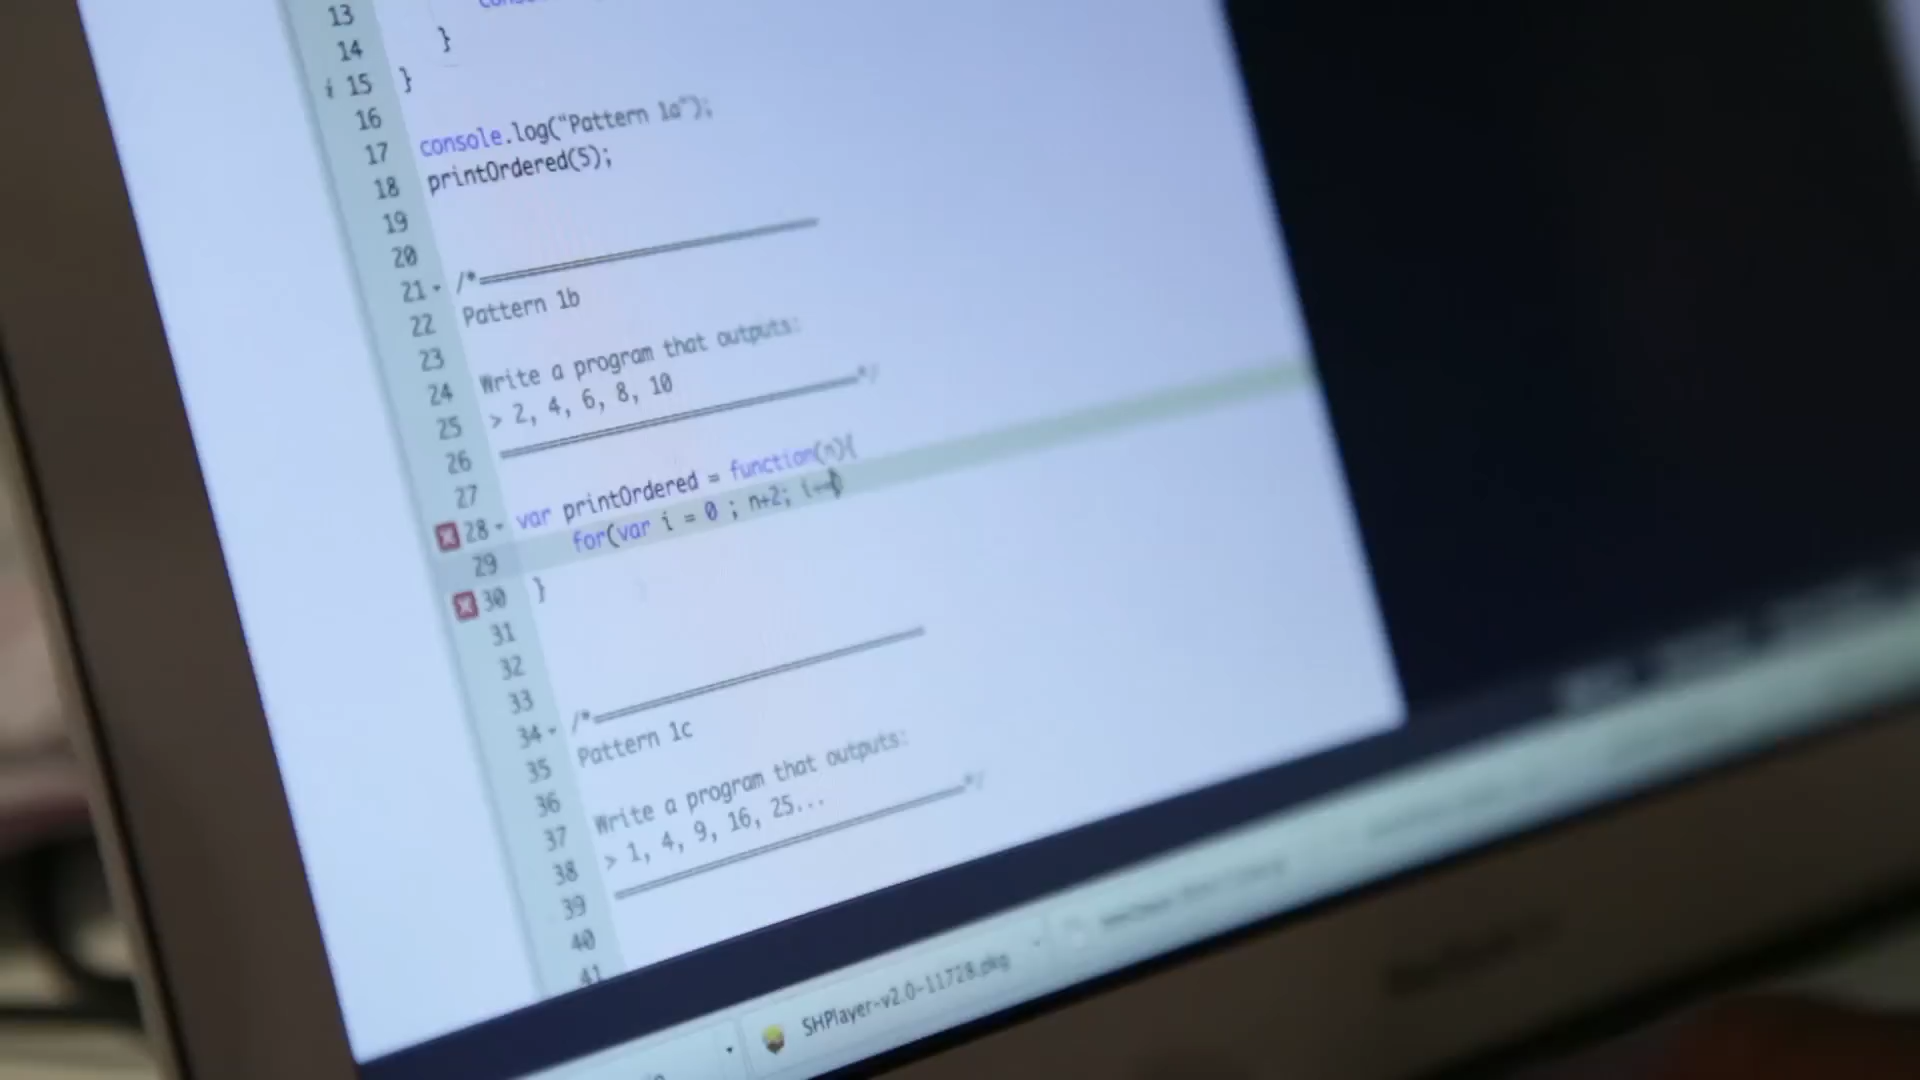 13
14 }
i 15 }
16
17 console.log("Pattern 1a");
18 printOrdered(5);
19
20
21 /*
22 Pattern 1b
23
24 Write a program that outputs:
25 > 2, 4, 6, 8, 10
26 */
27
28 var printOrdered = function(n){
29 for(var i = 0 ; n+2;
30 }
31
32
33
34 /*
35 Pattern 1c
36
37 Write a program that outputs:
38 > 1, 4, 9, 16, 25...
39 */
40
41
SHPlayer-v2.0-11728.pkg